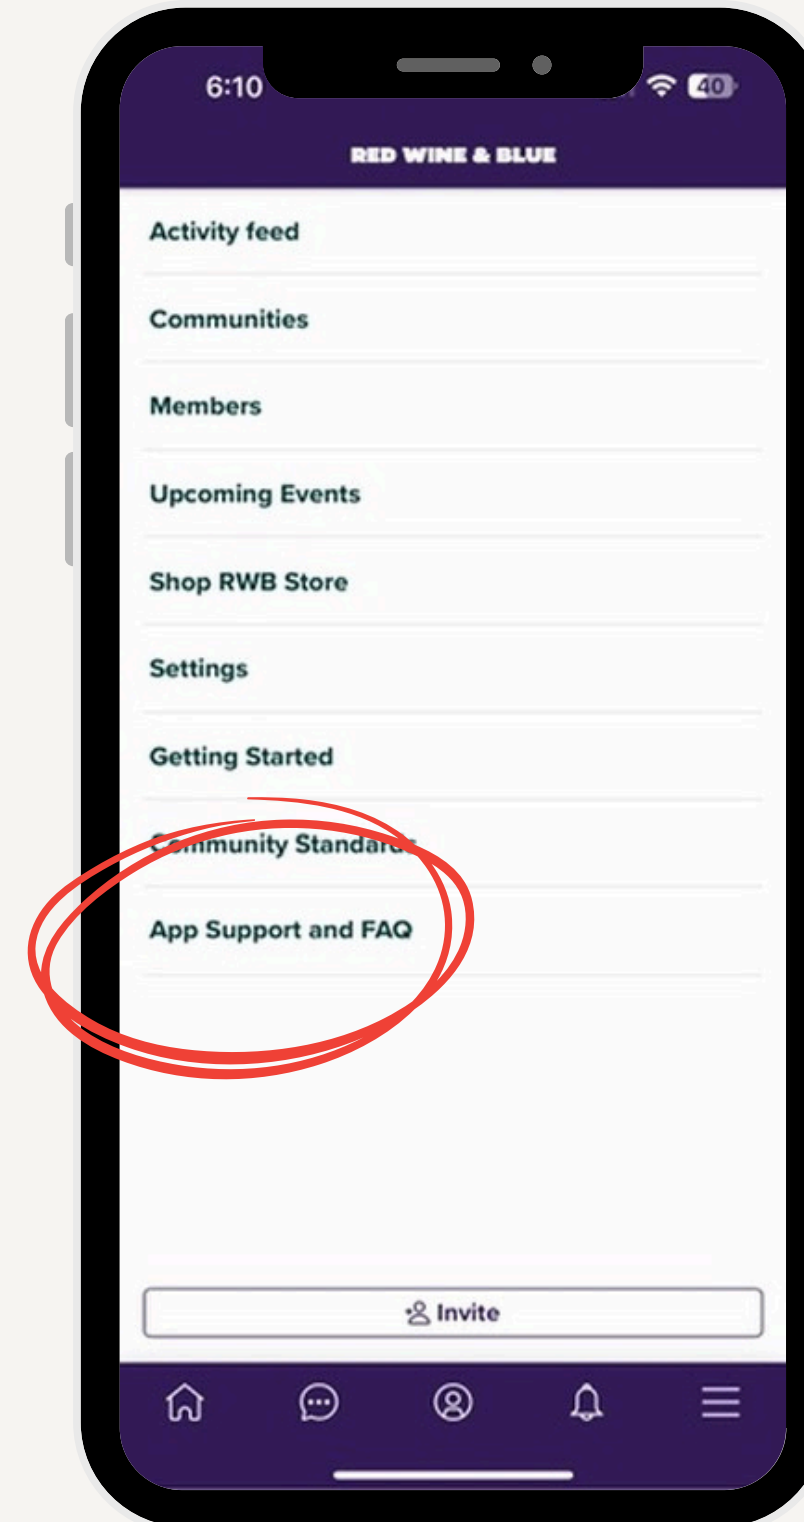 6:10
40
RED WINE & BLUE
Activity feed
Communities
Members
Upcoming Events
Shop RWB Store
Settings
Getting Started
Community Standards
App Support and FAQ
Invite